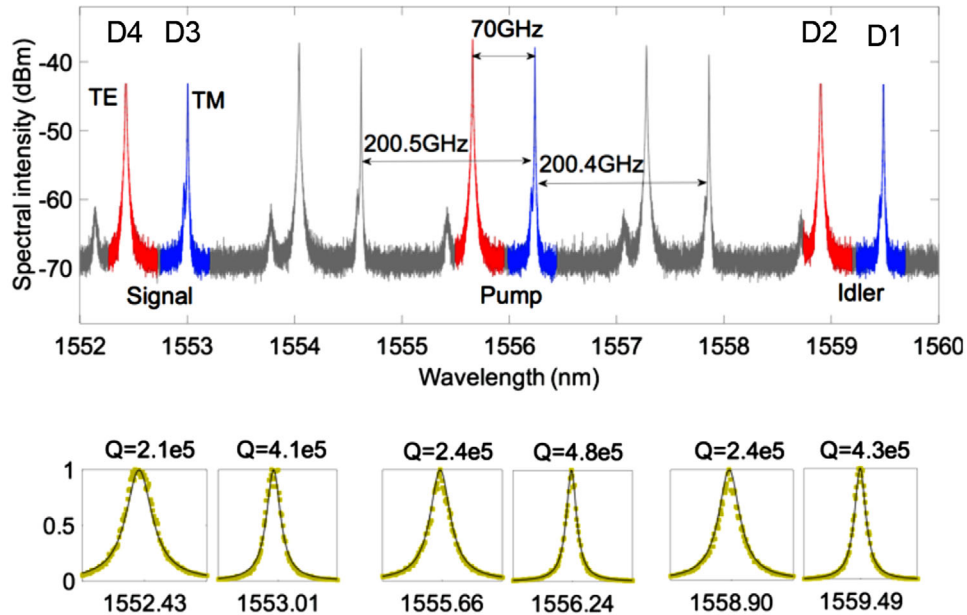 D4 D3 D2 D1
70GHz
TE TM
200.5GHz
200.4GHz
Signal Pump Idler
Spectral intensity (dBm)
-40
-50
-60
-70
1552 1553 1554 1555 1556 1557 1558 1559 1560
Wavelength (nm)
Q=2.1e5 Q=4.1e5 Q=2.4e5 Q=4.8e5 Q=2.4e5 Q=4.3e5
1
0.5
0
1552.43 1553.01 1555.66 1556.24 1558.90 1559.49